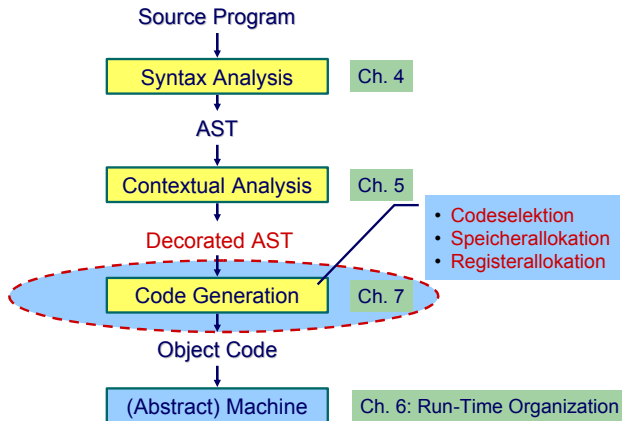 Source Program
Syntax Analysis
Ch. 4
AST
Contextual Analysis
Ch. 5
Decorated AST
• Codeselektion
• Speicherallokation
• Registerallokation
Code Generation
Ch. 7
Object Code
(Abstract) Machine
Ch. 6: Run-Time Organization